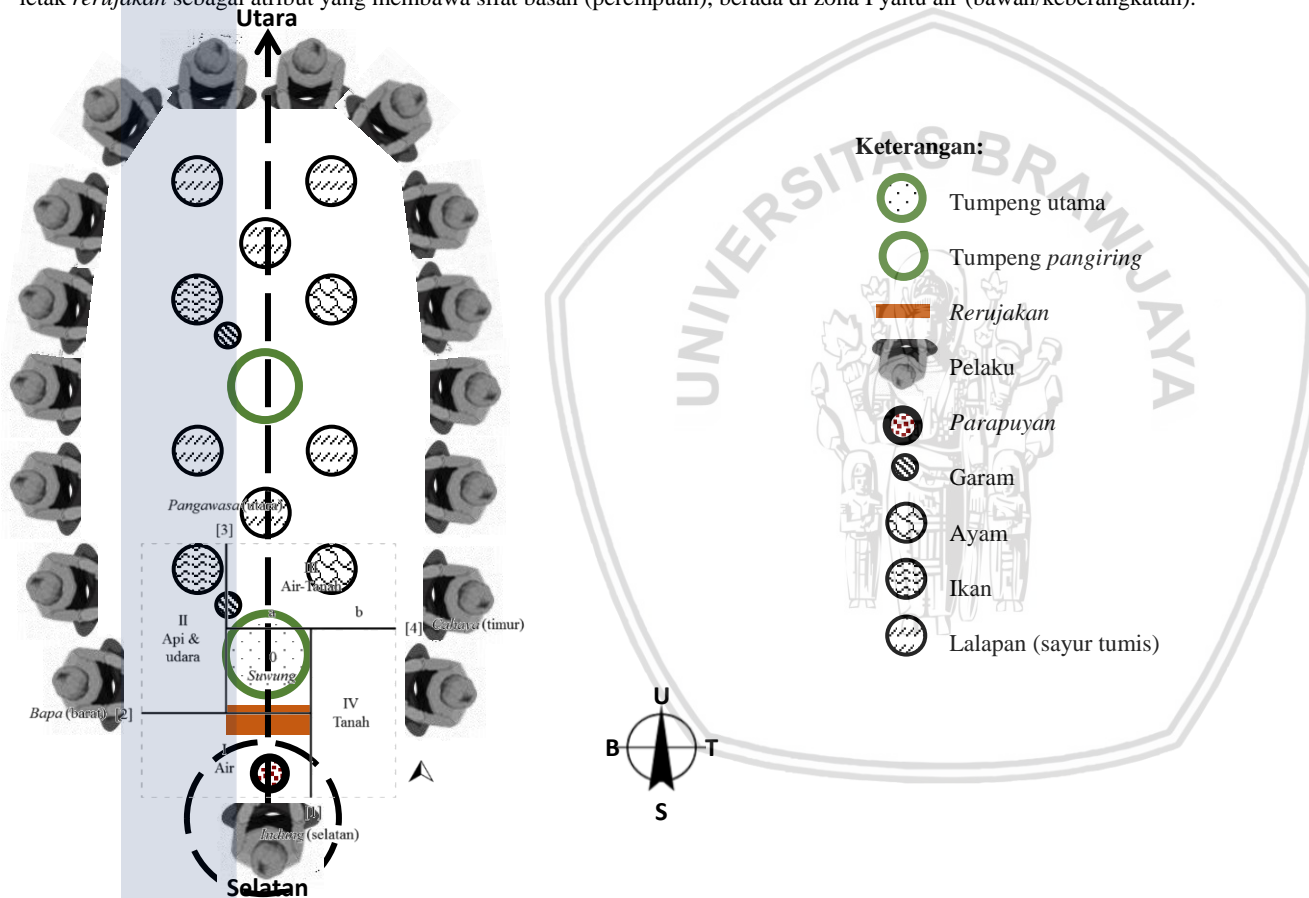 letak rerujakan sebagai atribut yang membawa sifat basah (perempuan), berada di zona I yaitu air (bawah/keberangkatan).
Utara
Pangawasa (utara)
[3]
III
Air-Tanah
a
b
II
Api &
udara
[4] Cahaya (timur)
0
Suwung
IV
Tanah
Bapa (barat) [2]
I
Air
[1]
Indung (selatan)
Selatan
Keterangan:
Tumpeng utama
Tumpeng pangiring
Rerujakan
Pelaku
Parapuyan
Garam
Ayam
Ikan
Lalapan (sayur tumis)
U
B T
S
UNIVERSITAS BRAWIJAYA